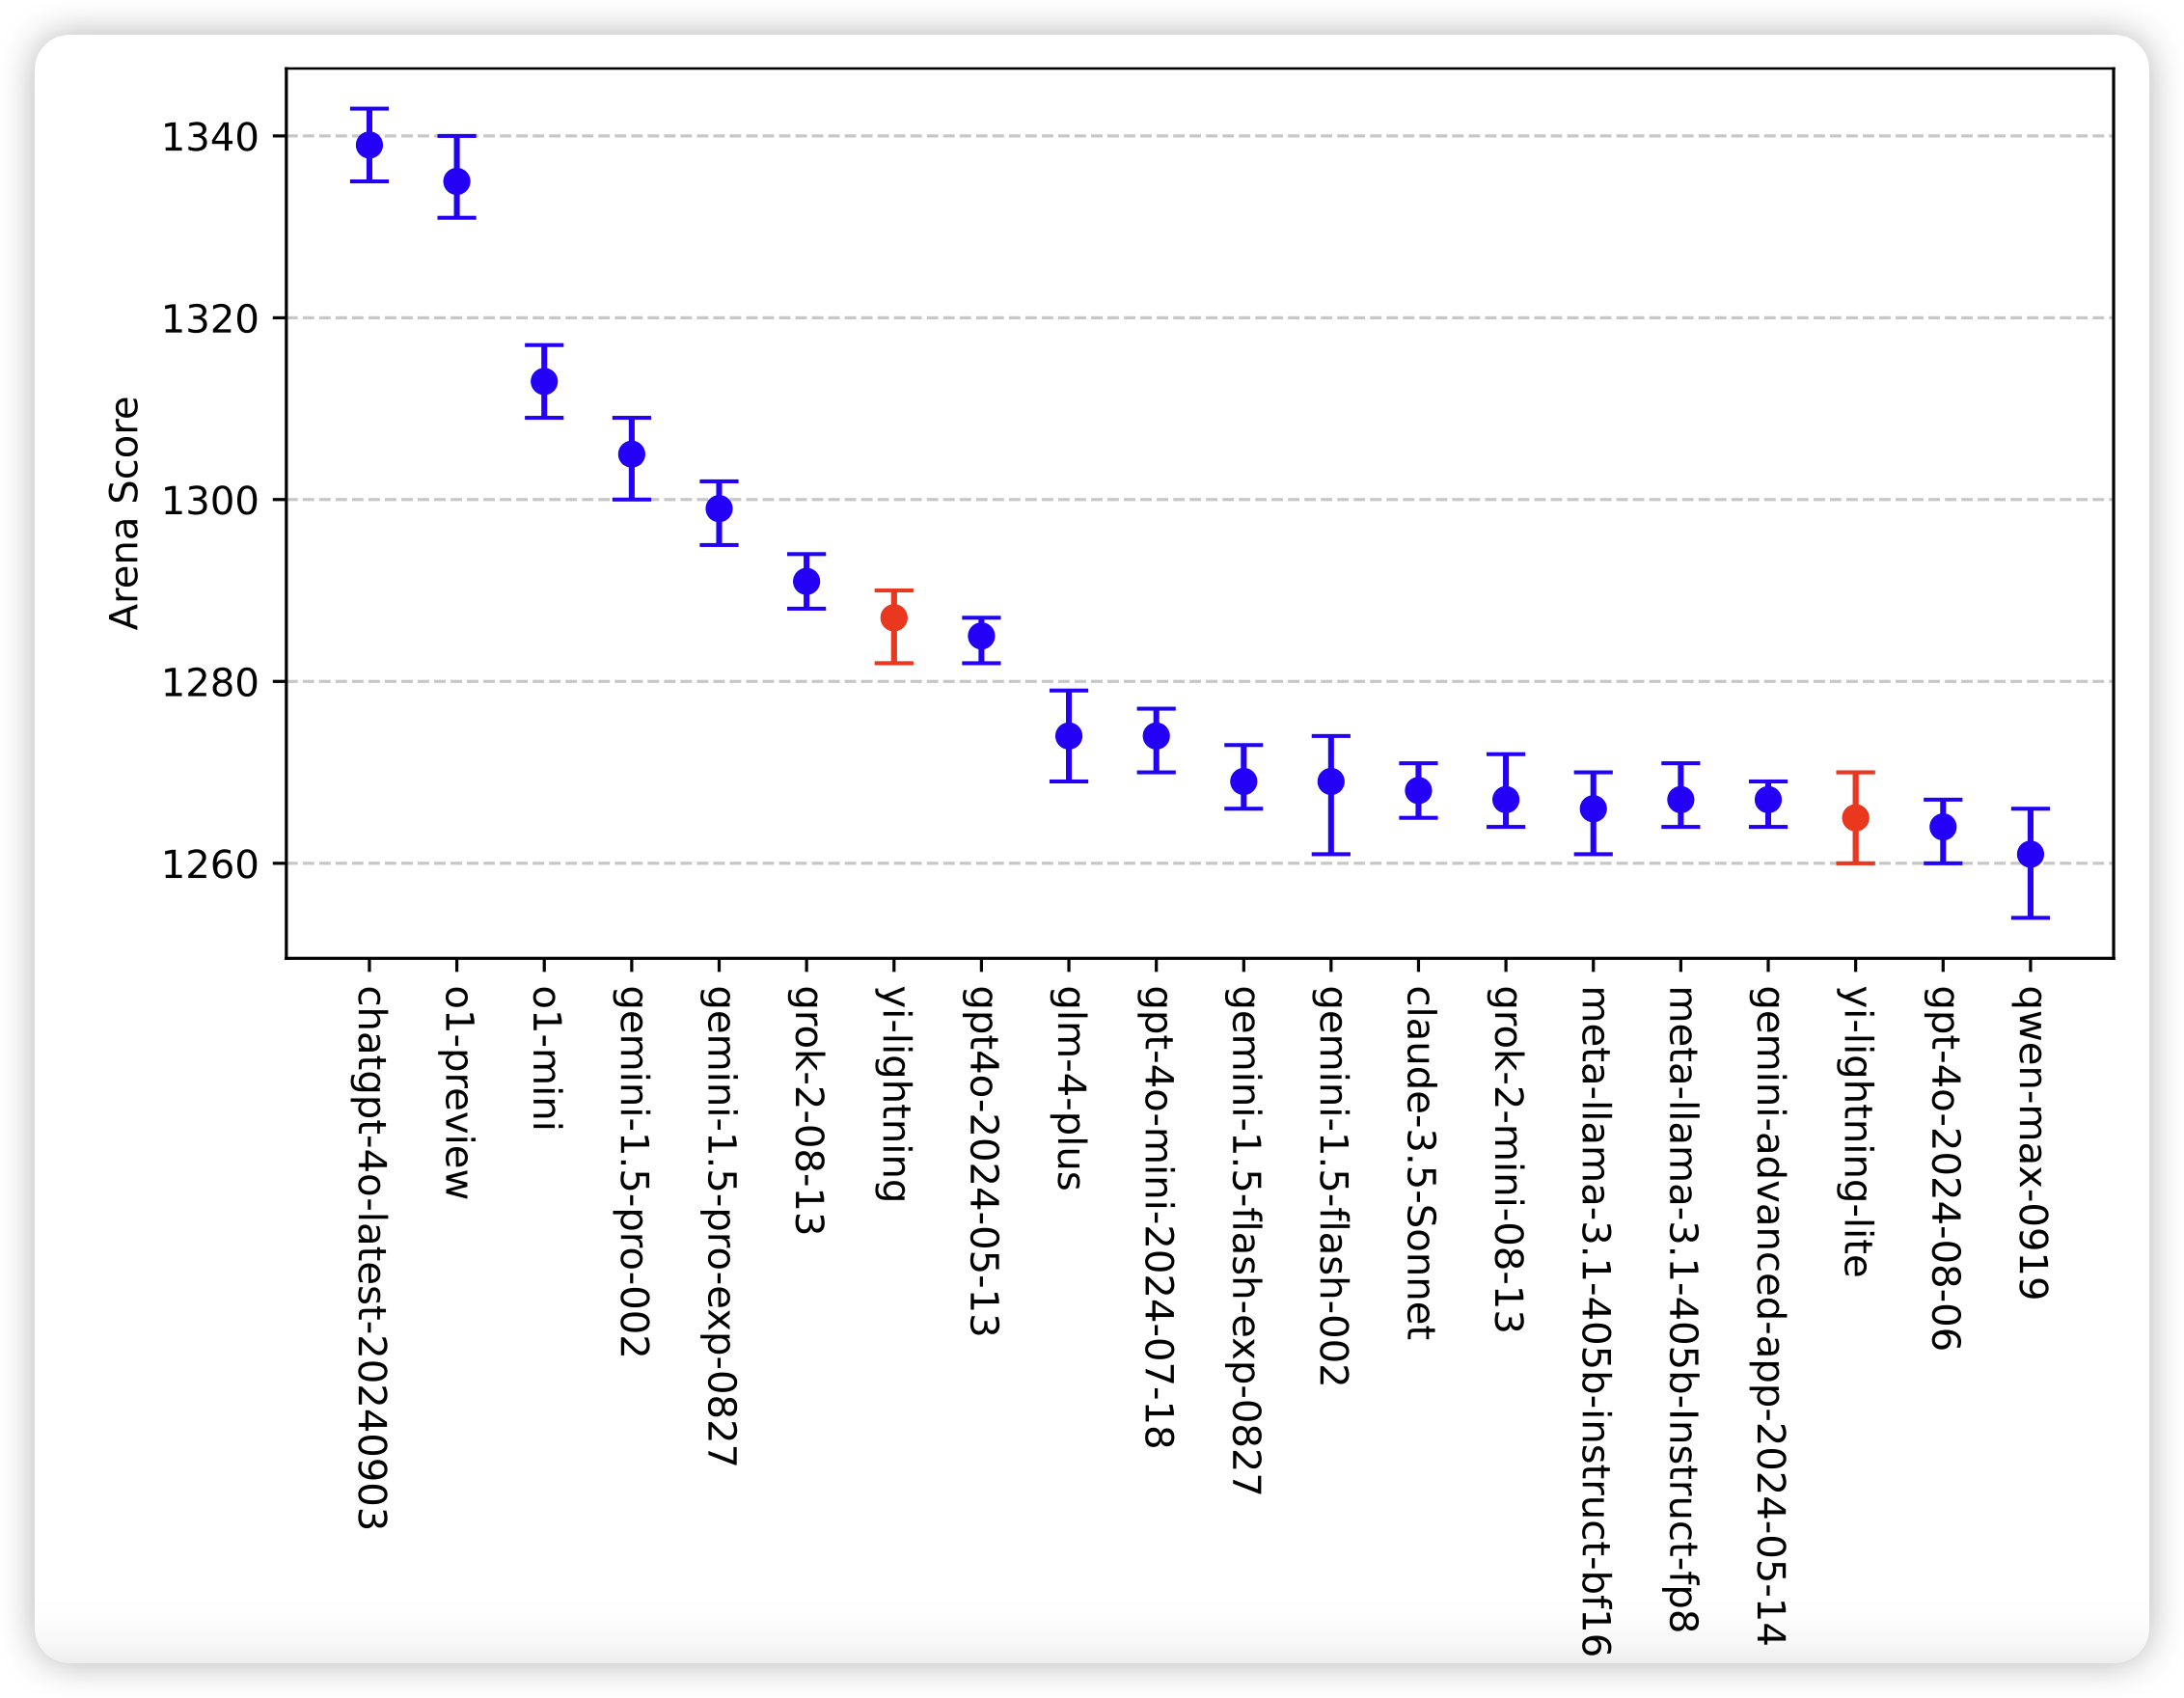 Arena Score
1340
1320
1300
1280
1260
chatgpt-4o-latest-20240903
o1-preview
o1-mini
gemini-1.5-pro-002
gemini-1.5-pro-exp-0827
grok-2-08-13
yi-lightning
gpt4o-2024-05-13
glm-4-plus
gpt-4o-mini-2024-07-18
gemini-1.5-flash-exp-0827
gemini-1.5-flash-002
claude-3.5-Sonnet
grok-2-mini-08-13
meta-llama-3.1-405b-instruct-bf16
meta-llama-3.1-405b-Instruct-fp8
gemini-advanced-app-2024-05-14
yi-lightning-lite
gpt-4o-2024-08-06
qwen-max-0919